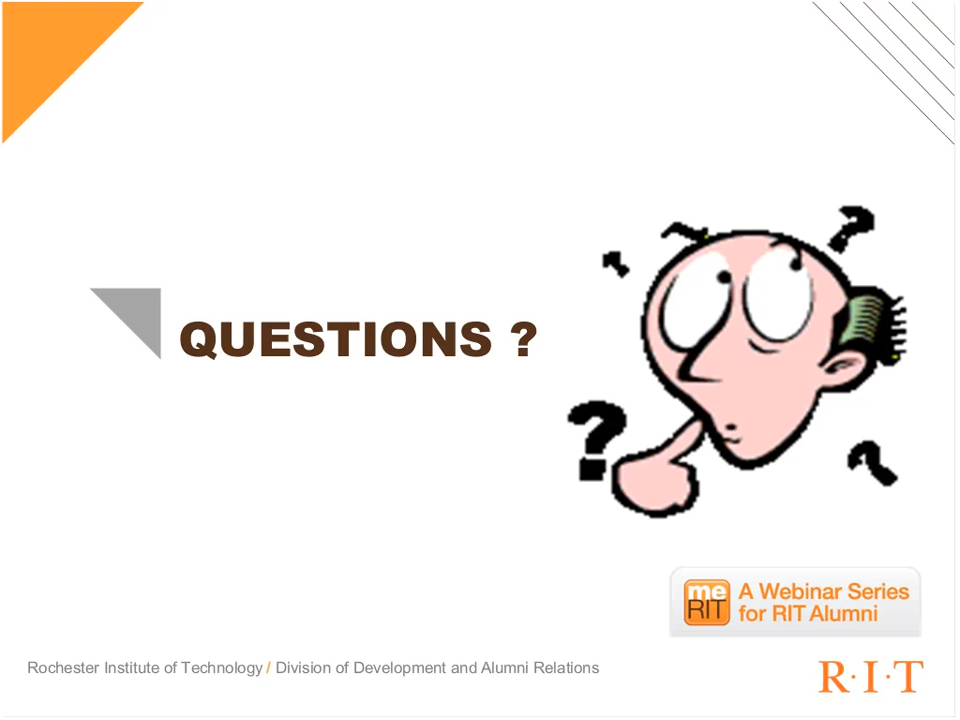 QUESTIONS ?
me
RIT
A Webinar Series
for RIT Alumni
Rochester Institute of Technology / Division of Development and Alumni Relations
R·I·T